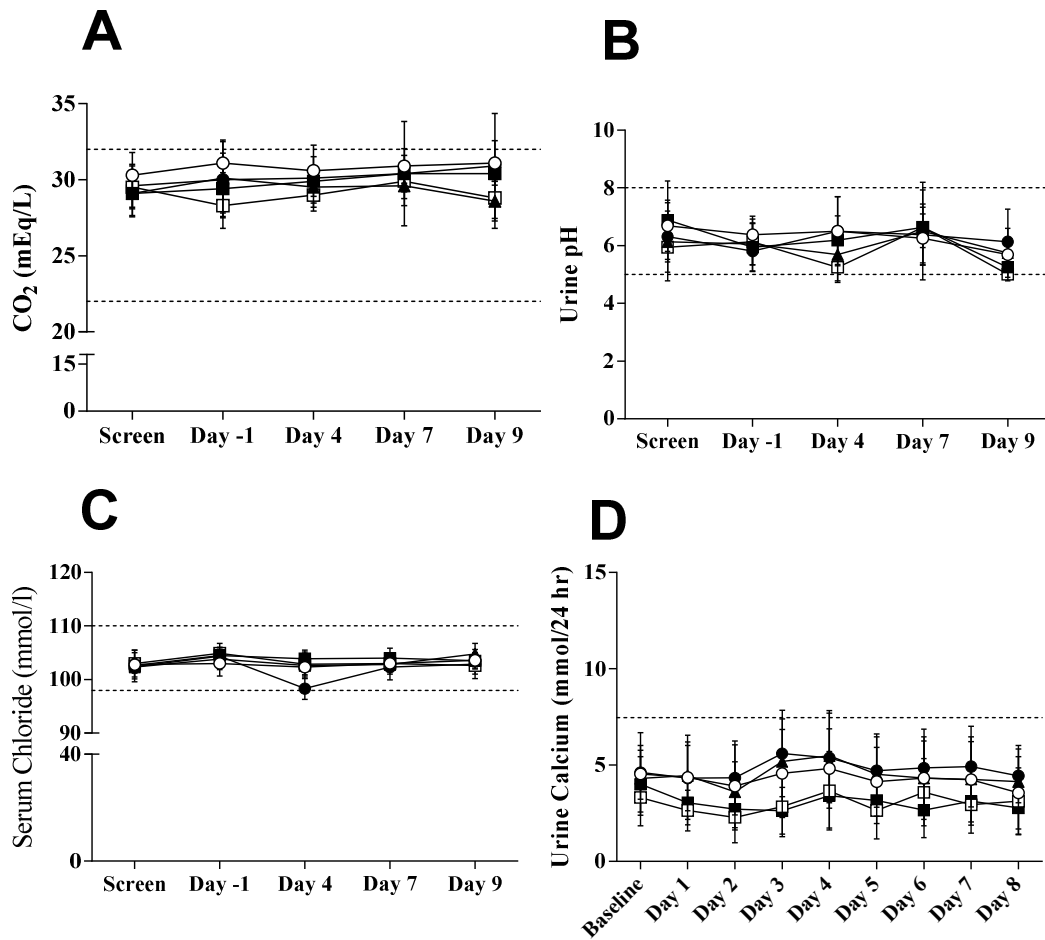 A
35
30
25
20
15
0
CO2 (mEq/L)
Screen Day -1 Day 4 Day 7 Day 9
B
10
8
6
4
2
0
Urine pH
Screen Day -1 Day 4 Day 7 Day 9
C
120
110
100
90
40
0
Serum Chloride (mmol/l)
Screen Day -1 Day 4 Day 7 Day 9
D
15
10
5
0
Urine Calcium (mmol/24 hr)
Baseline Day 1 Day 2 Day 3 Day 4 Day 5 Day 6 Day 7 Day 8